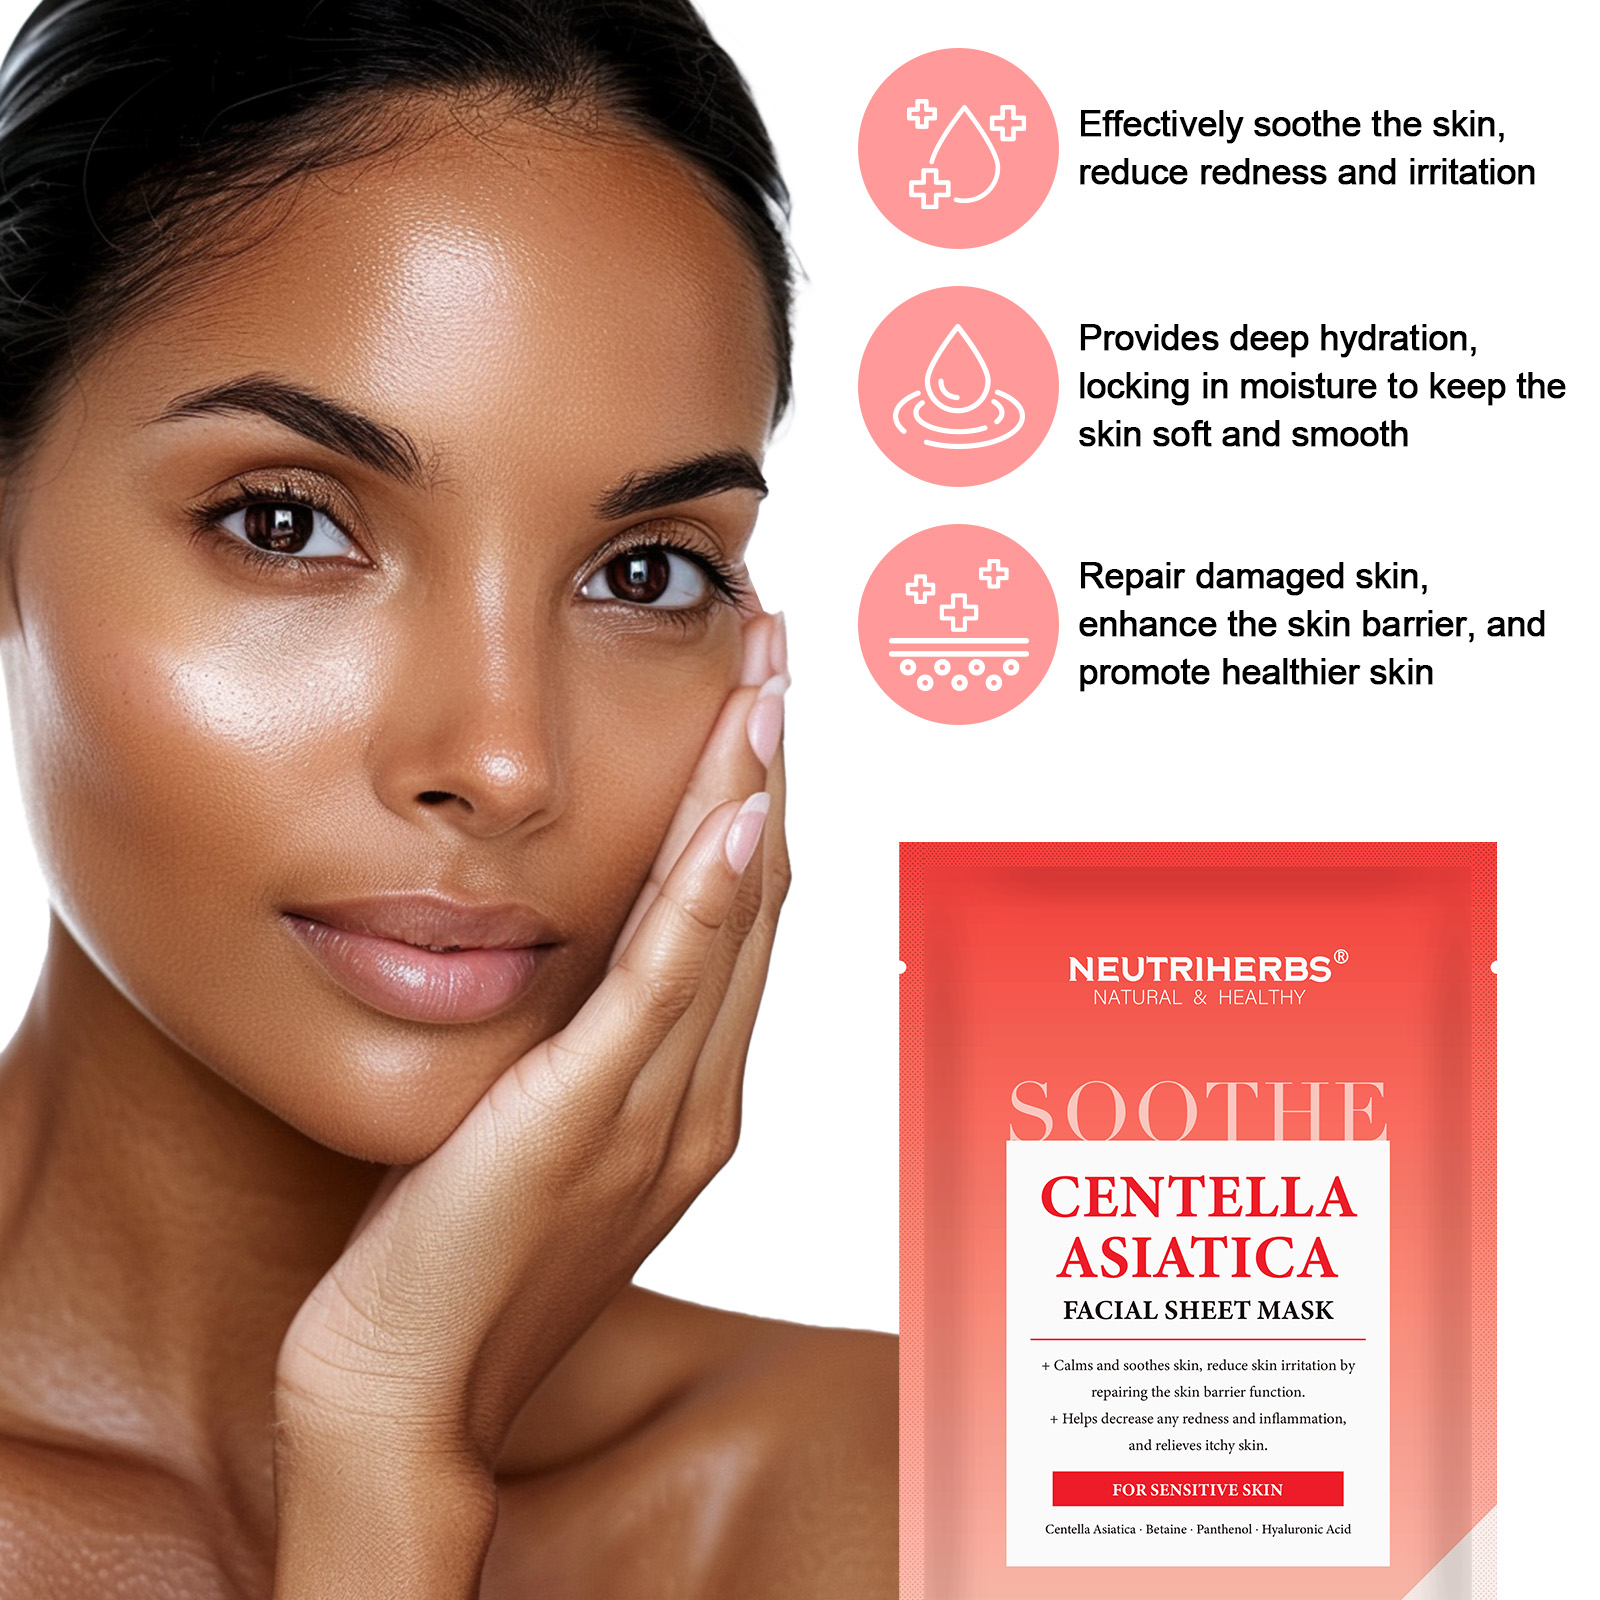 Effectively soothe the skin,
reduce redness and irritation
Provides deep hydration,
locking in moisture to keep the
skin soft and smooth
Repair damaged skin,
enhance the skin barrier, and
promote healthier skin
NEUTRIHERBS®
NATURAL & HEALTHY
SOOTHE
CENTELLA
ASIATICA
FACIAL SHEET MASK
+ Calms and soothes skin, reduce skin irritation by
repairing the skin barrier function.
+ Helps decrease any redness and inflammation,
and relieves itchy skin.
FOR SENSITIVE SKIN
Centella Asiatica · Betaine · Panthenol · Hyaluronic Acid